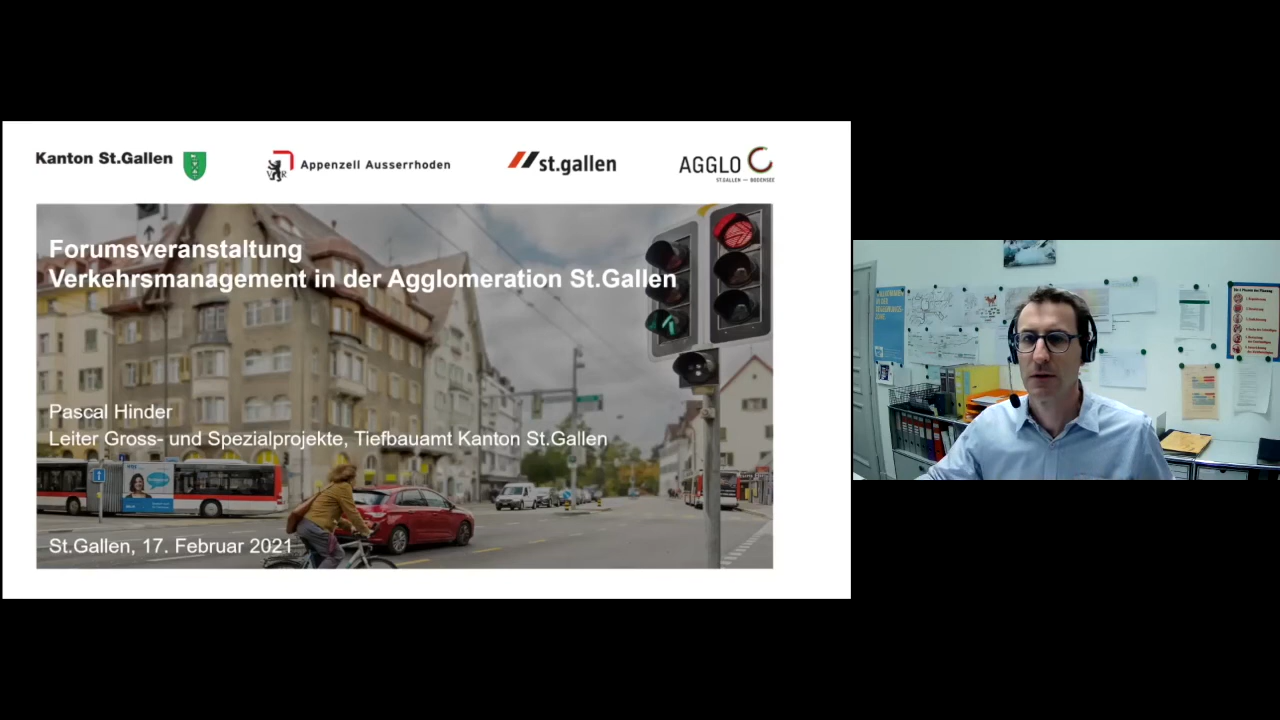 Kanton St.Gallen
Appenzell Ausserrhoden
st.gallen
AGGLO
ST.GALLEN — BODENSEE
Forumsveranstaltung
Verkehrsmanagement in der Agglomeration St.Gallen
Pascal Hinder
Leiter Gross- und Spezialprojekte, Tiefbauamt Kanton St.Gallen
St.Gallen, 17. Februar 2021